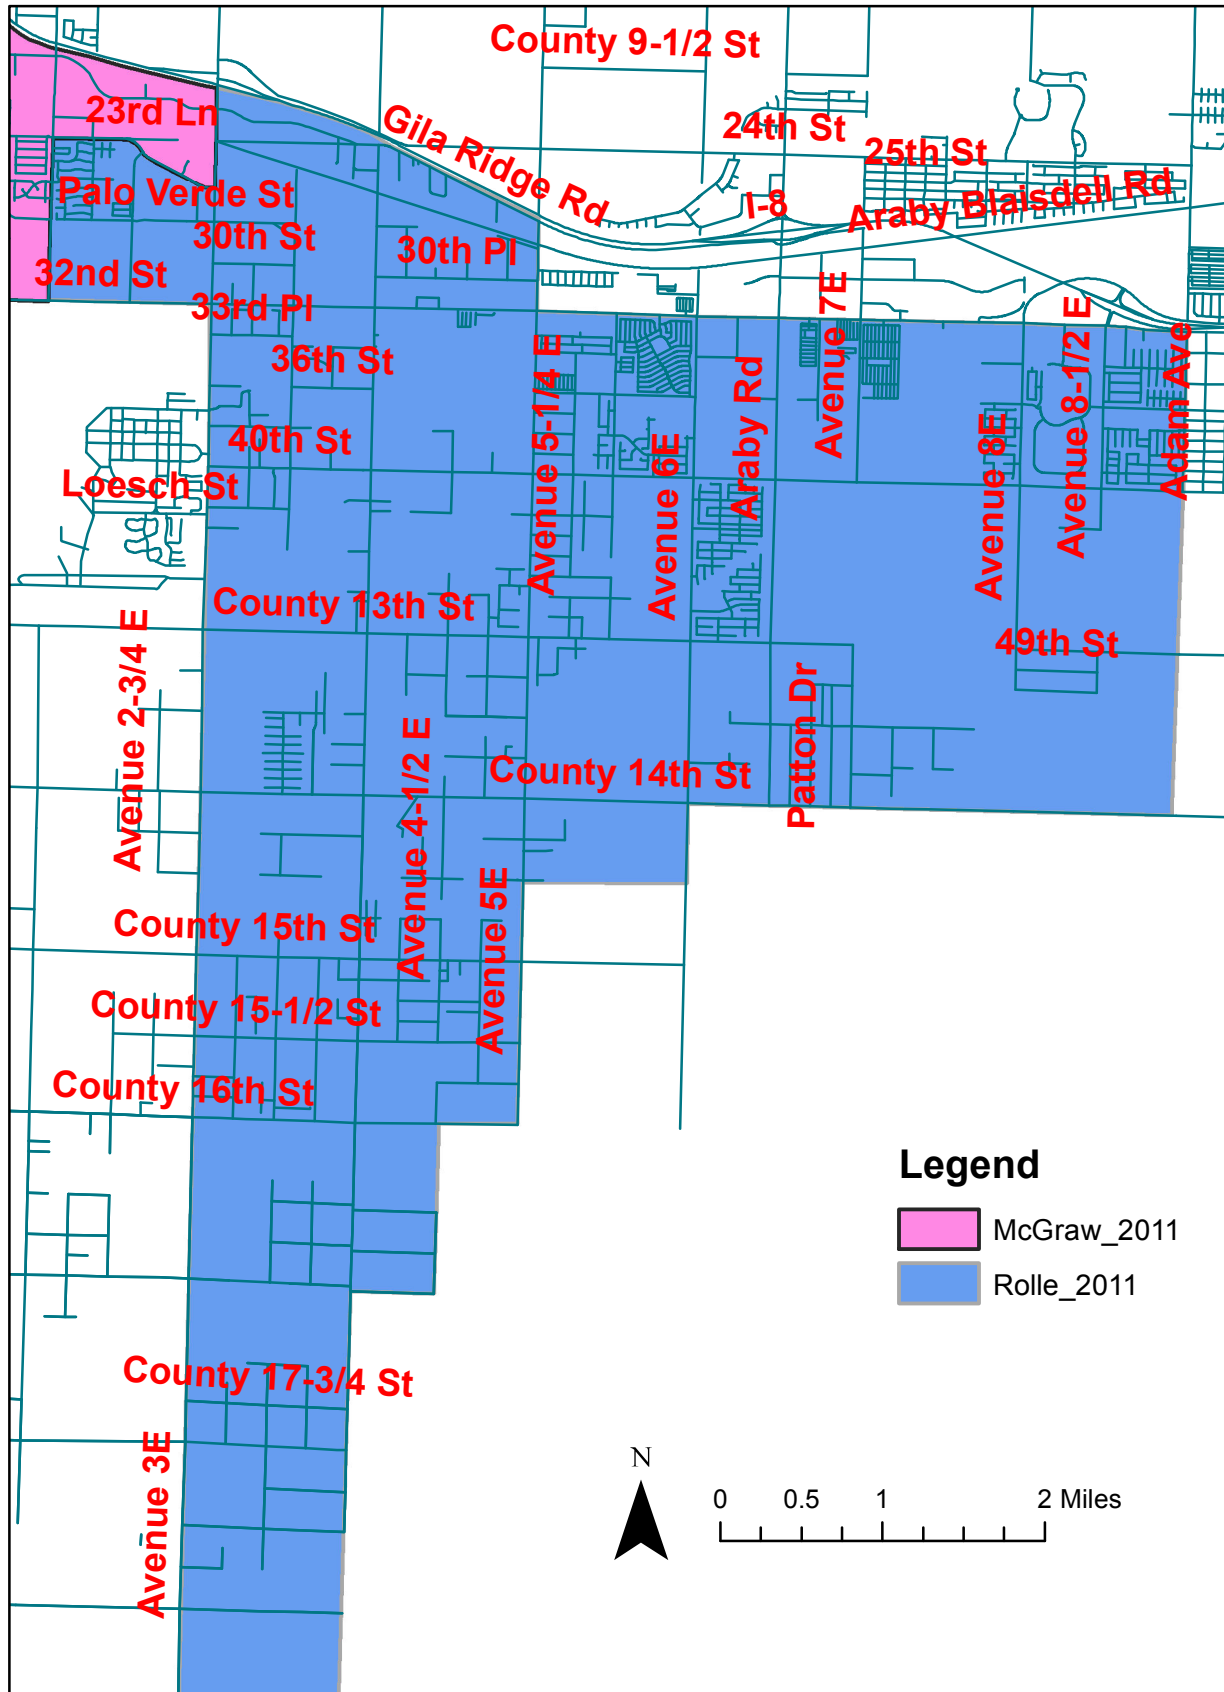 County 9-1/2 St
23rd Ln
Gila Ridge Rd
24th St
25th St
Palo Verde St
I-8
Araby Blaisdell Rd
30th St
30th Pl
32nd St
33rd Pl
Avenue 7E
Avenue 8-1/2 E
Adam Ave
36th St
Avenue 5-1/4 E
Araby Rd
40th St
Avenue 6E
Avenue 8E
Loesch St
County 13th St
49th St
Avenue 2-3/4 E
Patton Dr
Avenue 4-1/2 E
County 14th St
County 15th St
Avenue 5E
County 15-1/2 St
County 16th St
Legend
McGraw_2011
Rolle_2011
County 17-3/4 St
Avenue 3E
N
0 0.5 1 2 Miles